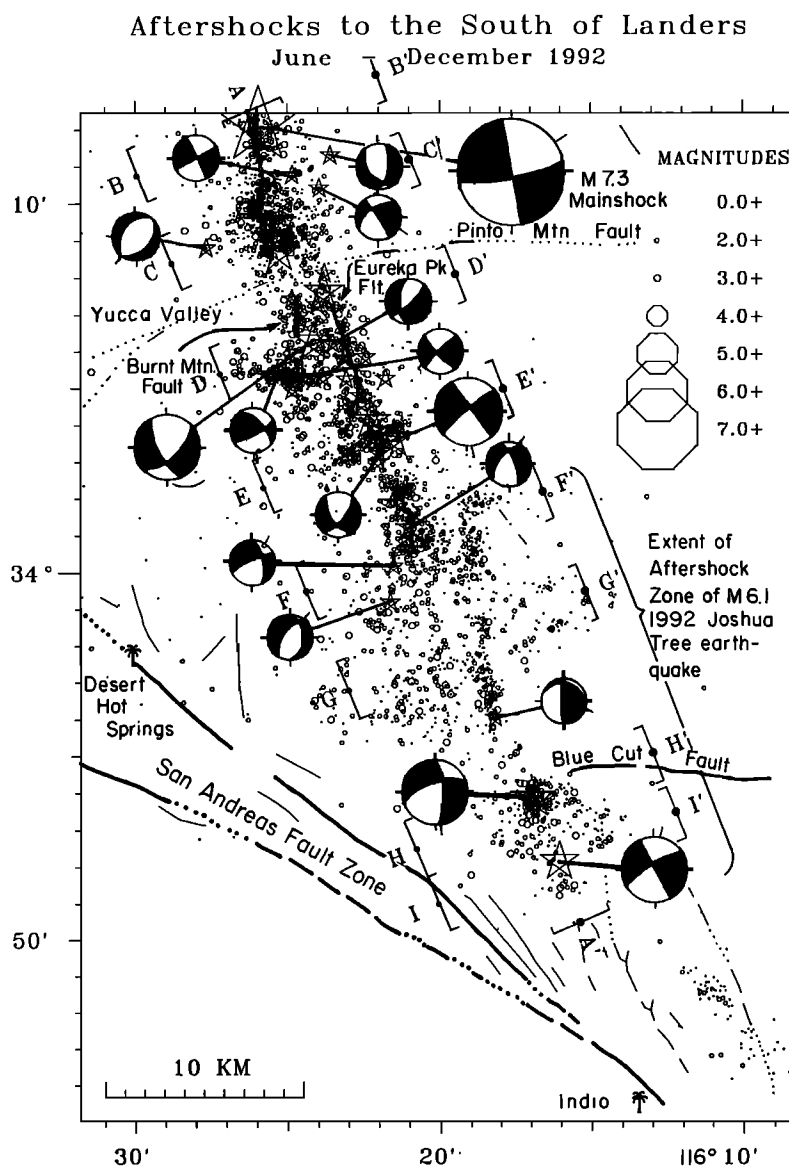 Aftershocks to the South of Landers
June – December 1992
B'
A
C'
B
M 7.3
Mainshock
MAGNITUDES
0.0+
2.0+
3.0+
4.0+
5.0+
6.0+
7.0+
10'
Pinto Mtn Fault
C
D'
Eureka Pk
Flt.
Yucca Valley
Burnt Mtn.
Fault
D
E'
E
F'
Extent of
Aftershock
Zone of M6.1
1992 Joshua
Tree earth-
quake
34°
F
G'
G
Desert
Hot
Springs
H'
Blue Cut Fault
San Andreas Fault Zone
I'
H
I
50'
A'
10 KM
Indio
30'
20'
116° 10'